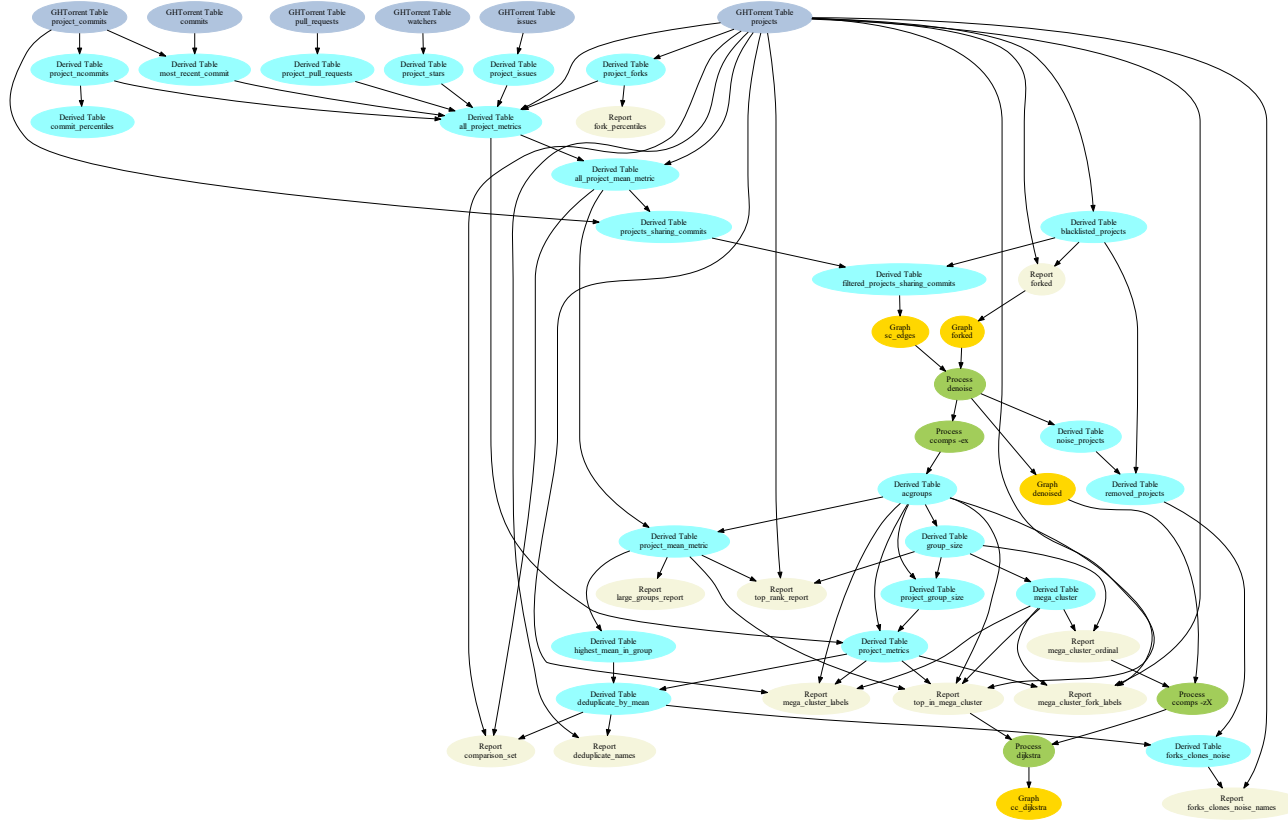 GHTorrent Table
project_commits
GHTorrent Table
commits
GHTorrent Table
pull_requests
GHTorrent Table
watchers
GHTorrent Table
issues
GHTorrent Table
projects
Derived Table
project_ncommits
Derived Table
most_recent_commit
Derived Table
project_pull_requests
Derived Table
project_stars
Derived Table
project_issues
Derived Table
project_forks
Derived Table
commit_percentiles
Derived Table
all_project_metrics
Report
fork_percentiles
Derived Table
all_project_mean_metric
Derived Table
projects_sharing_commits
Derived Table
blacklisted_projects
Derived Table
filtered_projects_sharing_commits
Report
forked
Graph
sc_edges
Graph
forked
Process
denoise
Process
ccomps -ex
Derived Table
noise_projects
Derived Table
acgroups
Graph
denoised
Derived Table
removed_projects
Derived Table
project_mean_metric
Derived Table
group_size
Report
large_groups_report
Report
top_rank_report
Derived Table
project_group_size
Derived Table
mega_cluster
Derived Table
highest_mean_in_group
Derived Table
project_metrics
Report
mega_cluster_ordinal
Derived Table
deduplicate_by_mean
Report
mega_cluster_labels
Report
top_in_mega_cluster
Report
mega_cluster_fork_labels
Process
ccomps -zX
Report
comparison_set
Report
deduplicate_names
Process
dijkstra
Derived Table
forks_clones_noise
Graph
cc_dijkstra
Report
forks_clones_noise_names